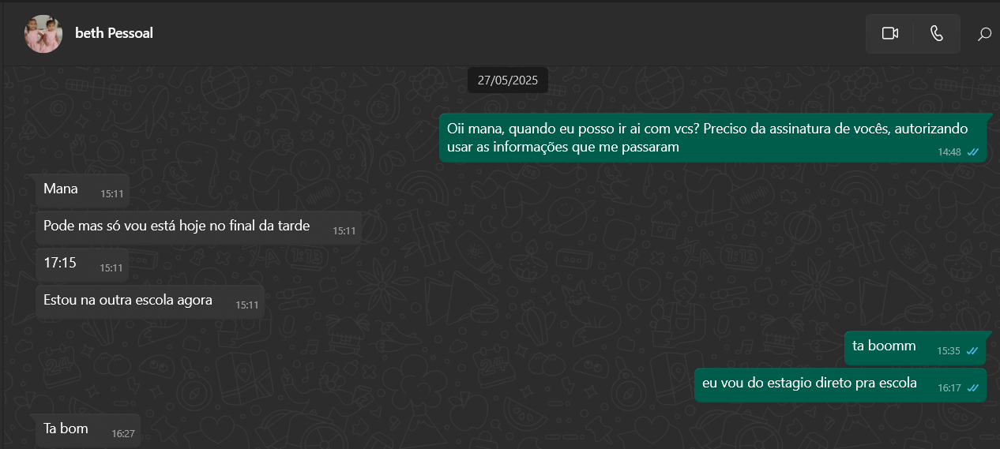 beth Pessoal
27/05/2025
Oii mana, quando eu posso ir ai com vcs? Preciso da assinatura de vocês, autorizando
usar as informações que me passaram
14:48
Mana 15:11
Pode mas só vou está hoje no final da tarde 15:11
17:15 15:11
Estou na outra escola agora 15:11
ta boomm 15:35
eu vou do estagio direto pra escola 16:17
Ta bom 16:27